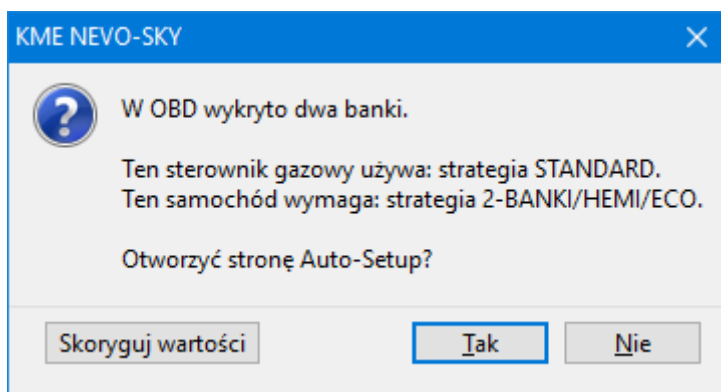 KME NEVO-SKY
W OBD wykryto dwa banki.
Ten sterownik gazowy używa: strategia STANDARD.
Ten samochód wymaga: strategia 2-BANKI/HEMI/ECO.
Otworzyć stronę Auto-Setup?
Skoryguj wartości
Tak
Nie